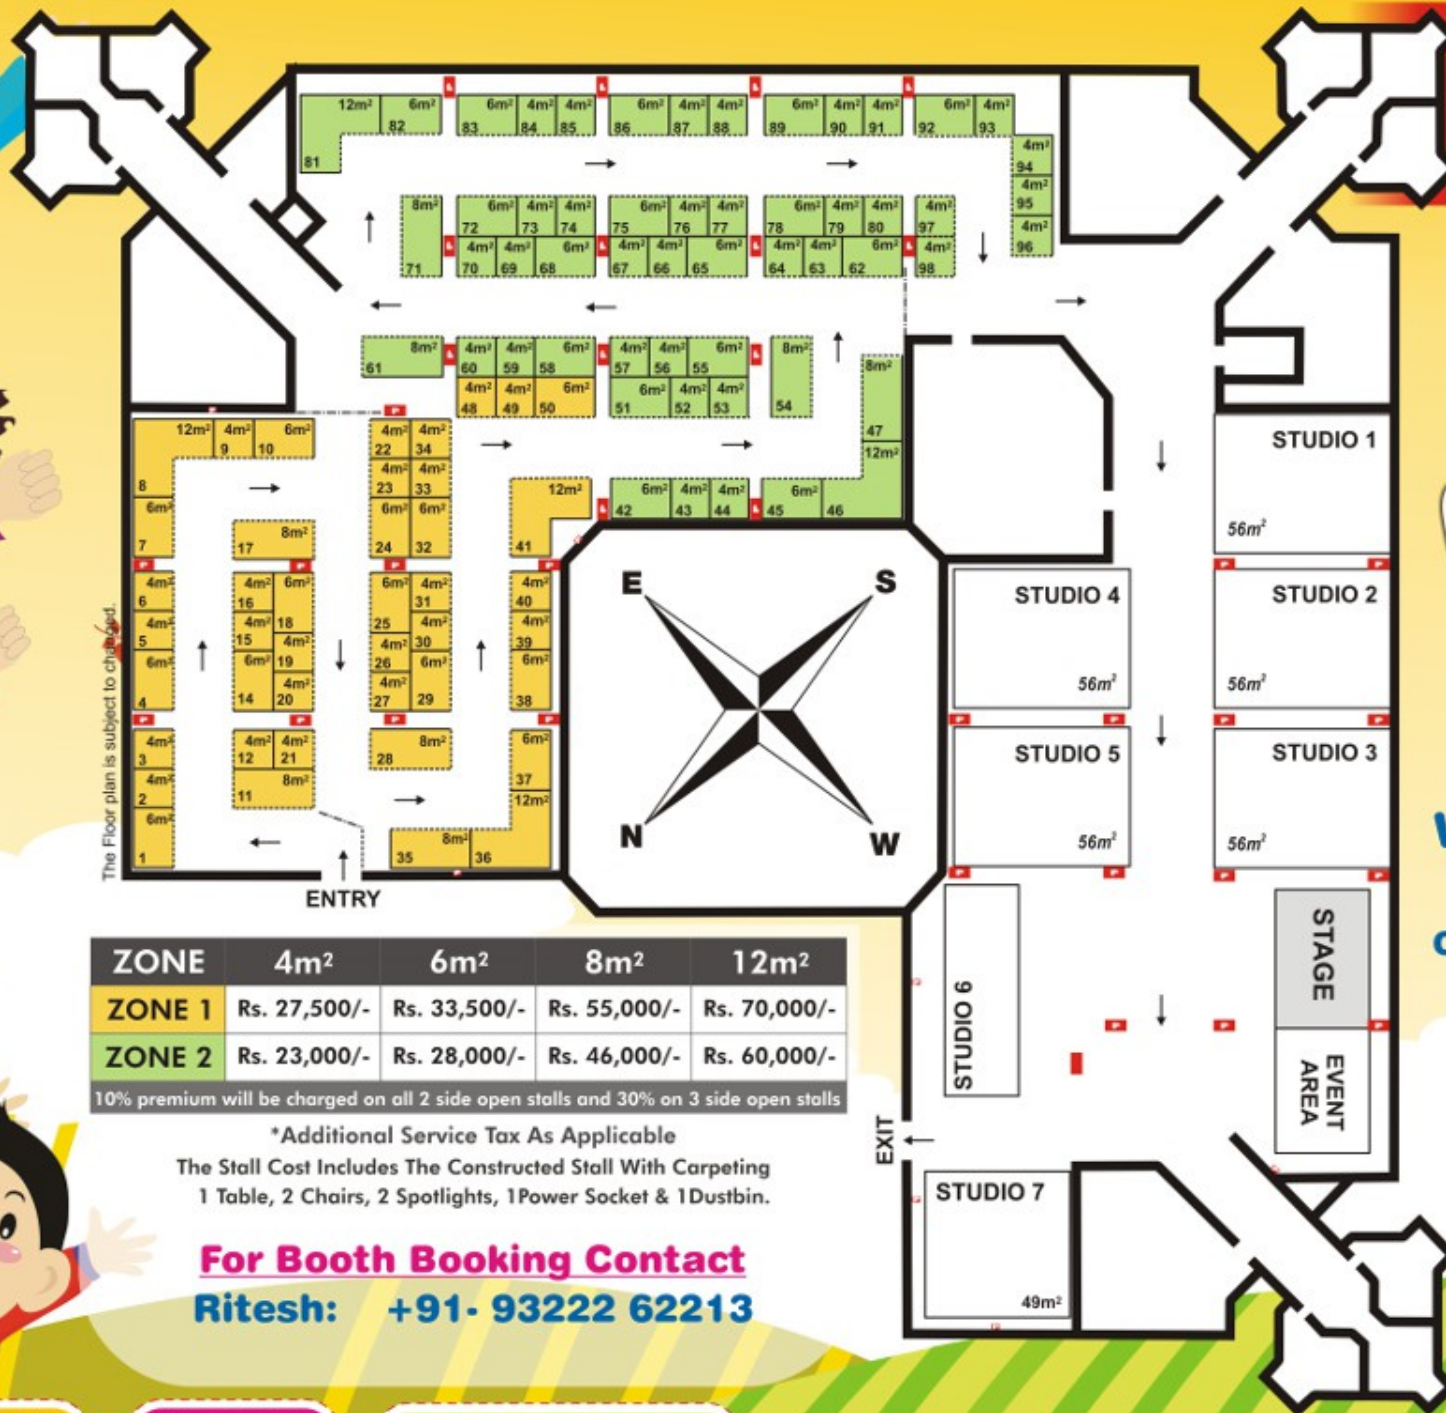 12m² 6m² 6m² 4m² 4m² 6m² 4m² 4m² 6m² 4m² 4m² 6m² 4m²
81 82 83 84 85 86 87 88 89 90 91 92 93
4m²
94
4m²
95
4m²
96
8m² 6m² 4m² 4m² 6m² 4m² 4m² 6m² 4m² 4m² 4m²
72 73 74 75 76 77 78 79 80 97
4m² 4m² 6m² 4m² 4m² 6m² 4m² 4m² 6m² 4m²
71 70 69 68 67 66 65 64 63 62 98
8m² 4m² 4m² 6m² 4m² 4m² 6m² 8m² 8m²
61 60 59 58 57 56 55
4m² 4m² 6m² 6m² 4m² 4m²
48 49 50 51 52 53 54 47
12m² 4m² 6m² 4m² 4m² 12m²
8 9 10 22 34
4m² 4m²
23 33
12m² 6m² 4m² 4m² 6m²
41 42 43 44 45 46
6m² 8m² 6m² 6m²
7 17 24 32
4m² 4m² 6m² 6m² 4m² 4m²
6 16 18 25 31 40
4m² 4m² 4m² 4m²
5 15 30 39
6m² 6m² 4m² 4m² 6m² 6m²
4 14 19 26 29 38
4m² 4m²
20 27
4m² 4m² 4m² 8m² 6m²
3 12 21 28 37
4m² 8m² 12m²
2 11
6m² 8m²
1 35 36
The Floor plan is subject to changed.
ENTRY
E S
N W
STUDIO 1
56m²
STUDIO 4
56m²
STUDIO 2
56m²
STUDIO 5
56m²
STUDIO 3
56m²
STUDIO 6
STAGE
EVENT
AREA
EXIT
STUDIO 7
49m²
ZONE 4m² 6m² 8m² 12m²
ZONE 1 Rs. 27,500/- Rs. 33,500/- Rs. 55,000/- Rs. 70,000/-
ZONE 2 Rs. 23,000/- Rs. 28,000/- Rs. 46,000/- Rs. 60,000/-
10% premium will be charged on all 2 side open stalls and 30% on 3 side open stalls
*Additional Service Tax As Applicable
The Stall Cost Includes The Constructed Stall With Carpeting
1 Table, 2 Chairs, 2 Spotlights, 1Power Socket & 1Dustbin.
For Booth Booking Contact
Ritesh: +91- 93222 62213